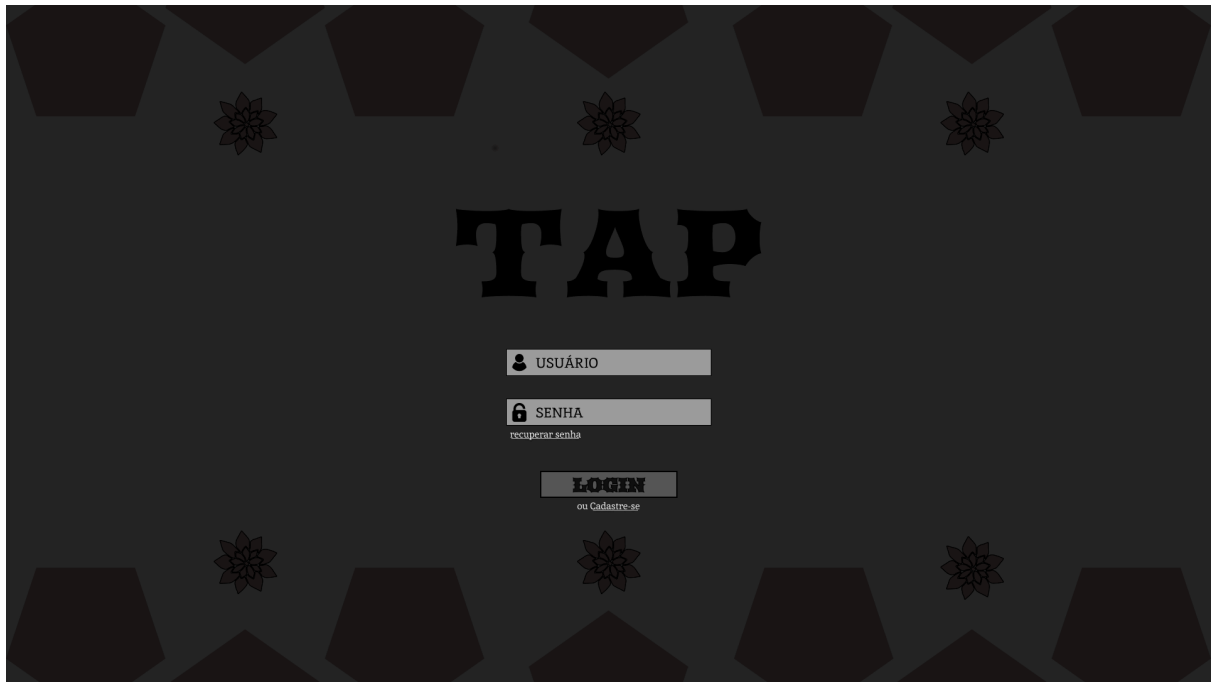 TAP
USUÁRIO
SENHA
recuperar senha
LOGIN
ou Cadastre-se